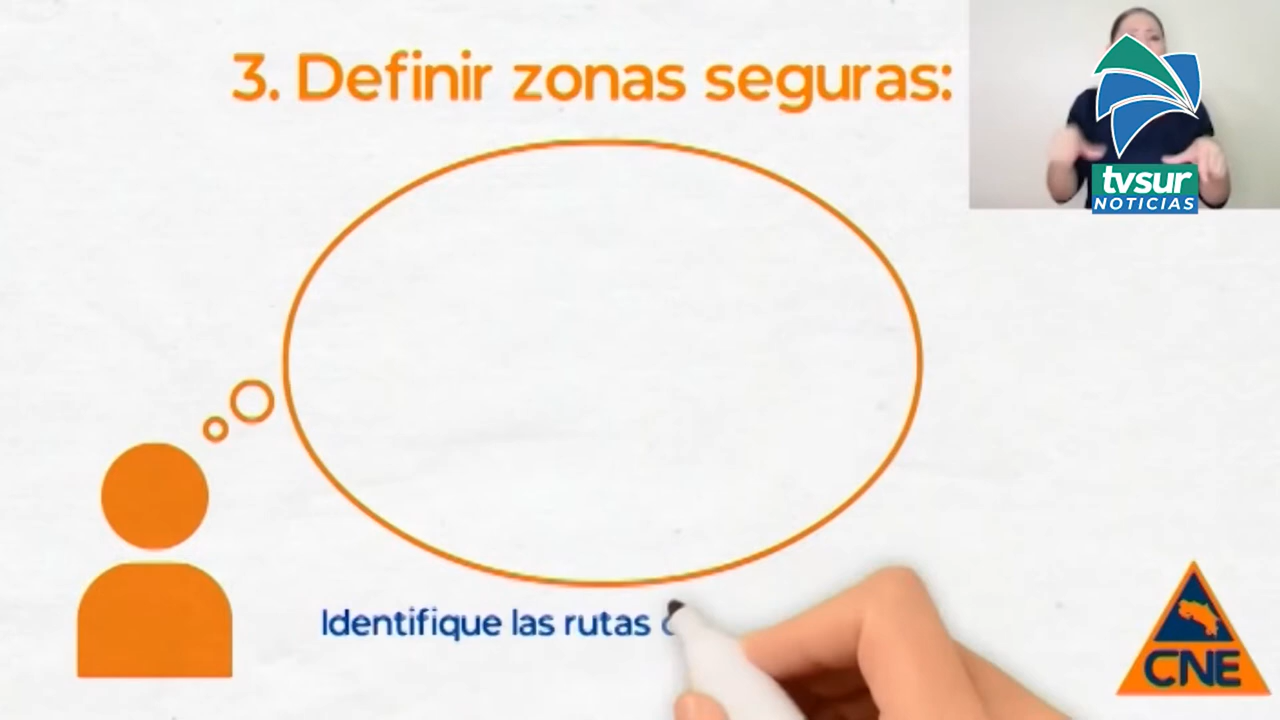 3. Definir zonas seguras:
tvsur
NOTICIAS
Identifique las rutas
CNE